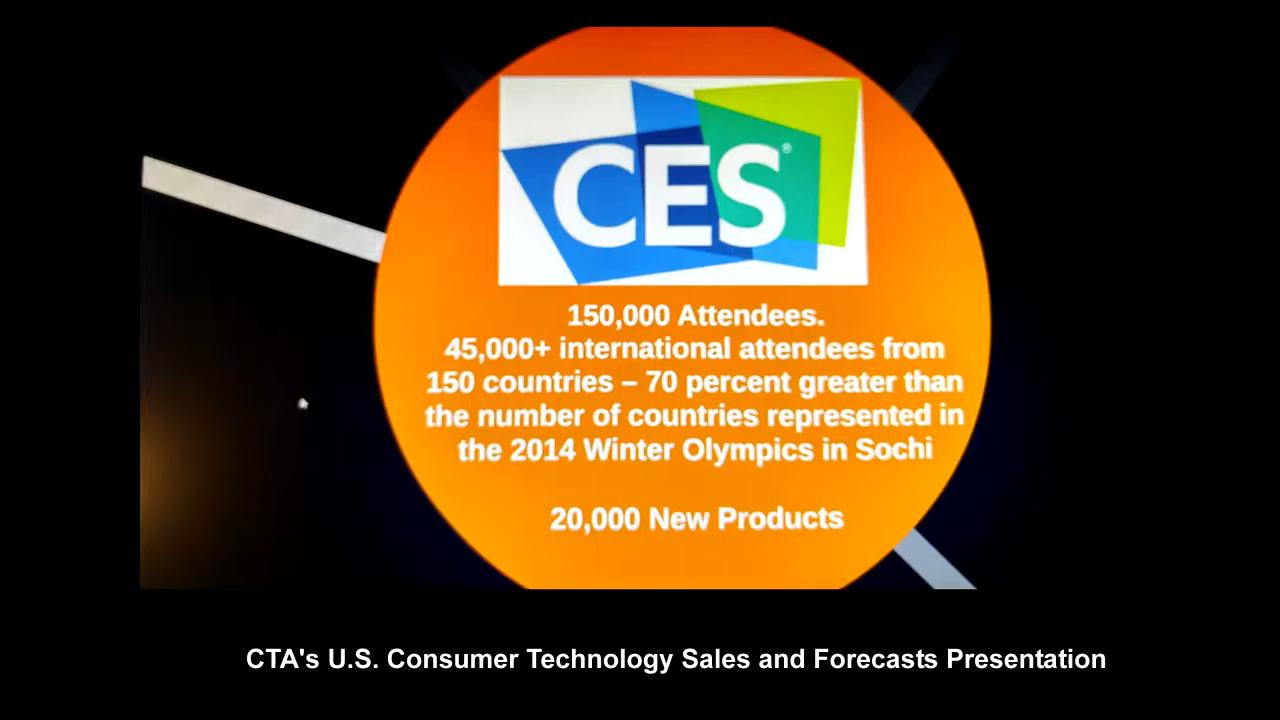 CES®
150,000 Attendees.
45,000+ international attendees from
150 countries – 70 percent greater than
the number of countries represented in
the 2014 Winter Olympics in Sochi
20,000 New Products
CTA's U.S. Consumer Technology Sales and Forecasts Presentation